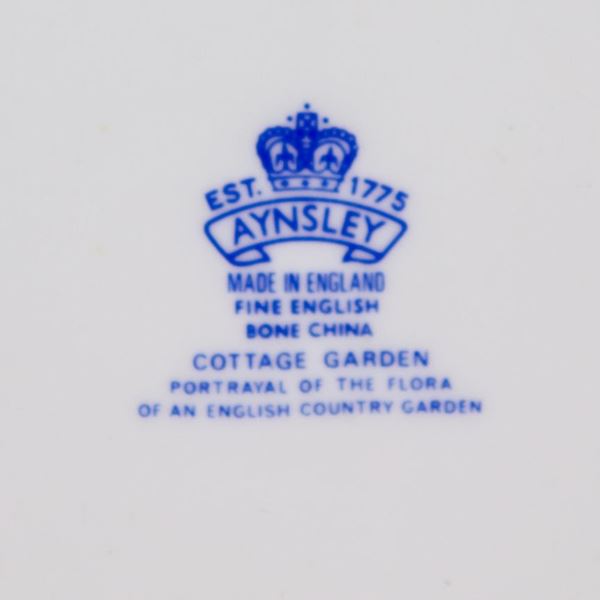 EST. 1775
AYNSLEY
MADE IN ENGLAND
FINE ENGLISH
BONE CHINA
COTTAGE GARDEN
PORTRAYAL OF THE FLORA
OF AN ENGLISH COUNTRY GARDEN